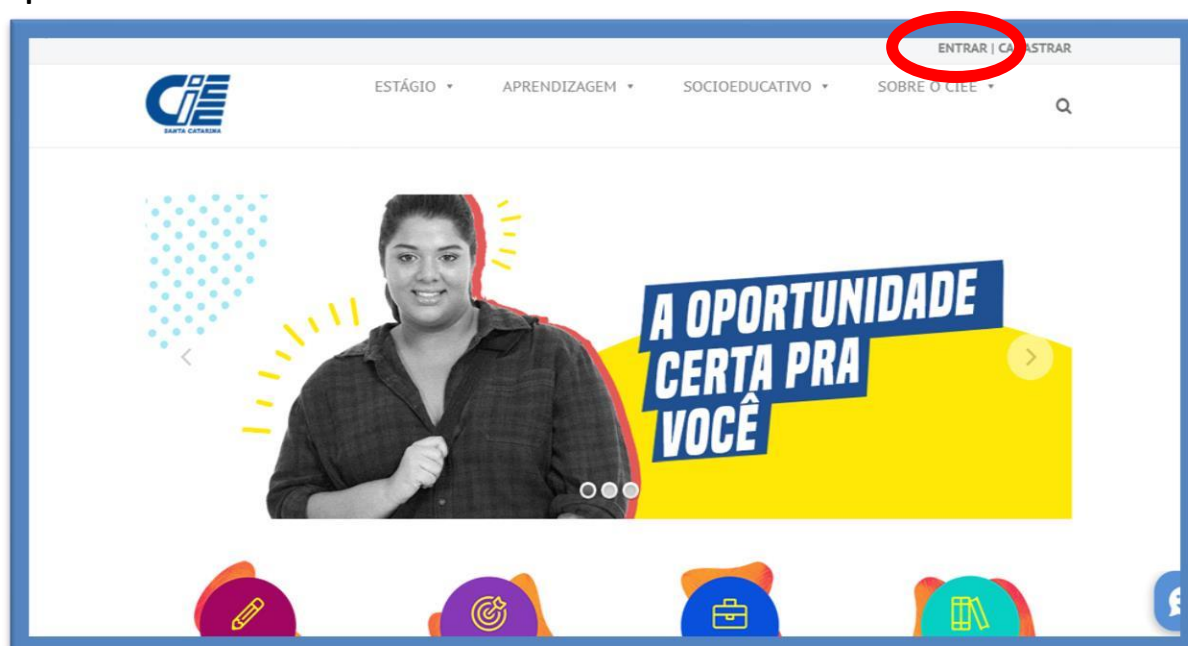 ENTRAR | CADASTRAR
CIEE
SANTA CATARINA
ESTÁGIO APRENDIZAGEM SOCIOEDUCATIVO SOBRE O CIEE
A OPORTUNIDADE
CERTA PRA
VOCÊ